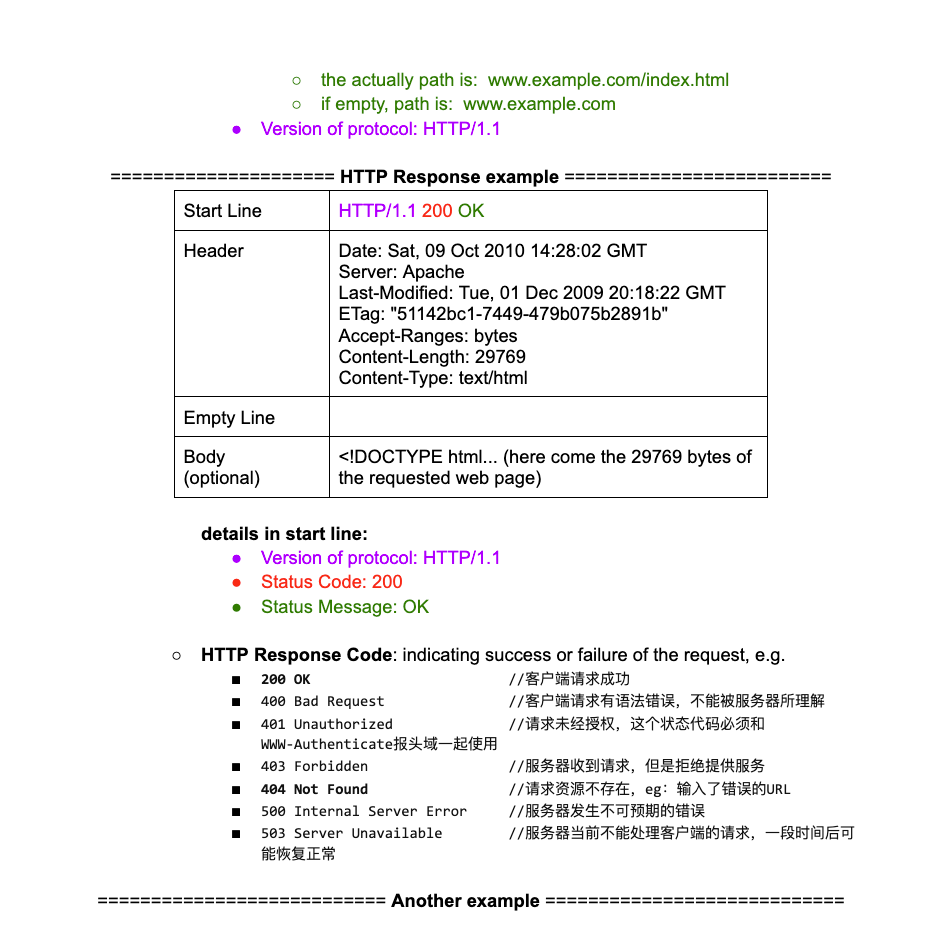 ○ the actually path is: www.example.com/index.html
○ if empty, path is: www.example.com
● Version of protocol: HTTP/1.1
===================== HTTP Response example =========================
Start Line HTTP/1.1 200 OK
Header Date: Sat, 09 Oct 2010 14:28:02 GMT
Server: Apache
Last-Modified: Tue, 01 Dec 2009 20:18:22 GMT
ETag: "51142bc1-7449-479b075b2891b"
Accept-Ranges: bytes
Content-Length: 29769
Content-Type: text/html
Empty Line
Body <!DOCTYPE html... (here come the 29769 bytes of
(optional) the requested web page)
details in start line:
● Version of protocol: HTTP/1.1
● Status Code: 200
● Status Message: OK
○ HTTP Response Code: indicating success or failure of the request, e.g.
■ 200 OK //客户端请求成功
■ 400 Bad Request //客户端请求有语法错误，不能被服务器所理解
■ 401 Unauthorized //请求未经授权，这个状态代码必须和
WWW-Authenticate报头域一起使用
■ 403 Forbidden //服务器收到请求，但是拒绝提供服务
■ 404 Not Found //请求资源不存在，eg：输入了错误的URL
■ 500 Internal Server Error //服务器发生不可预期的错误
■ 503 Server Unavailable //服务器当前不能处理客户端的请求，一段时间后可
能恢复正常
=========================== Another example ============================